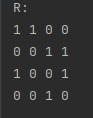 R:
1 1 0 0
0 0 1 1
1 0 0 1
0 0 1 0